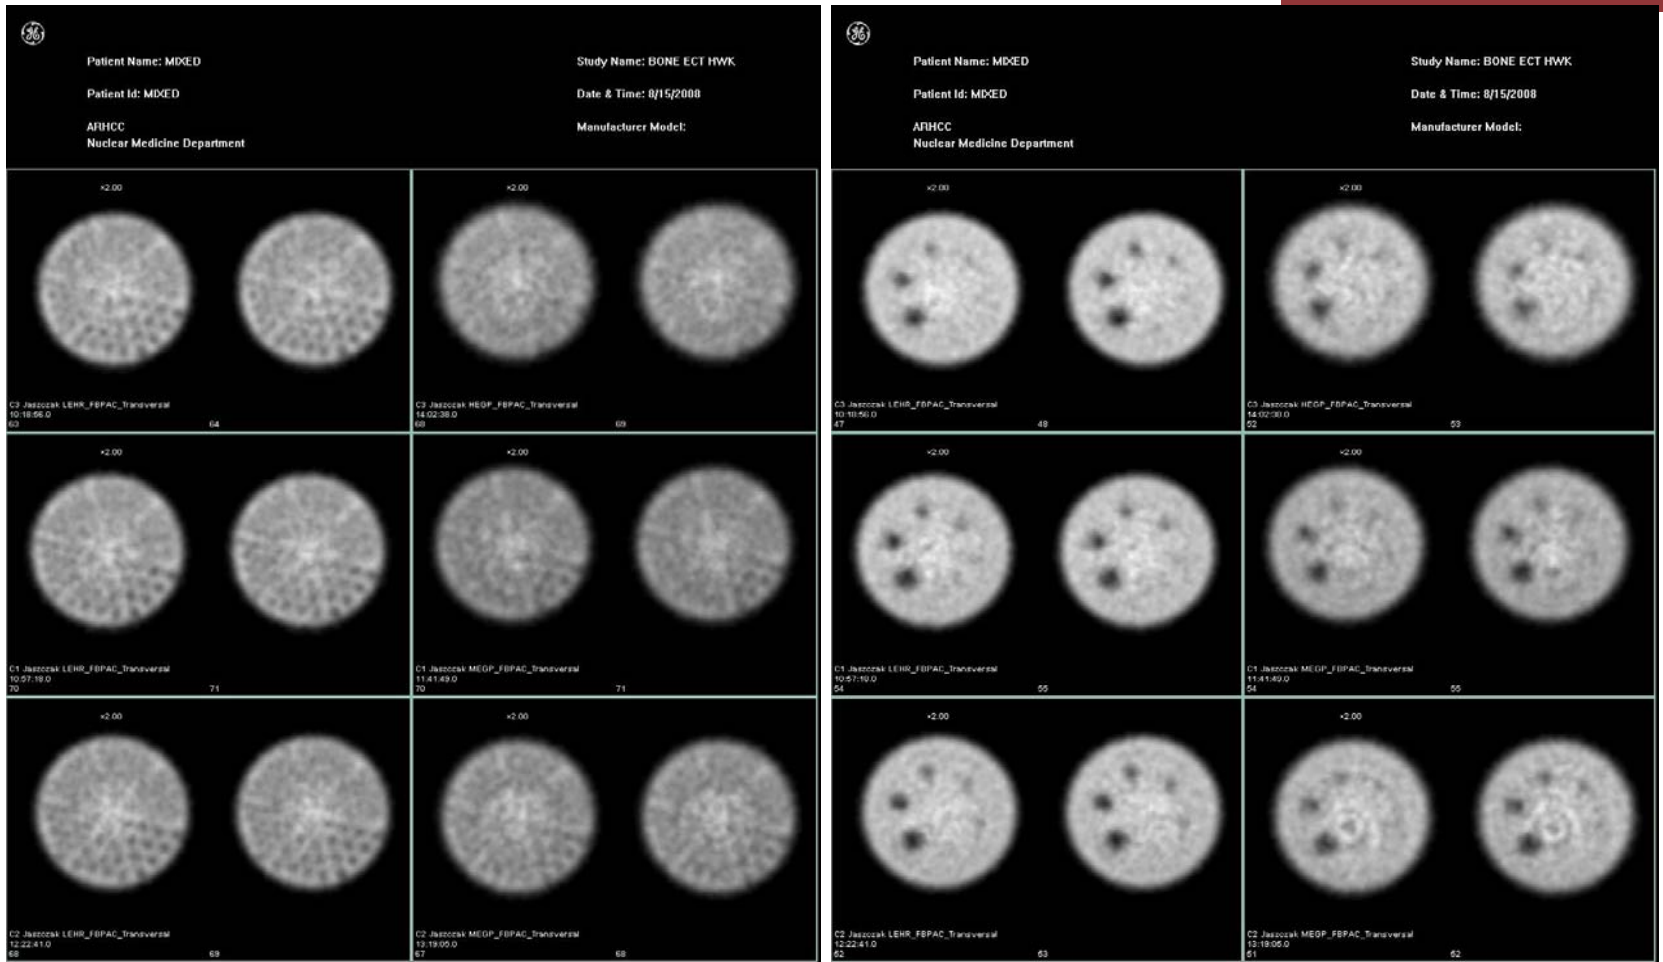 Patient Name: MIXED
Study Name: BONE ECT HWK
Patient Id: MIXED
Date & Time: 8/15/2008
ARHCC
Manufacturer Model:
Nuclear Medicine Department
x2.00
x2.00
C3 Jaszczak LEHR_FBPAC_Transversal
10:18:56.0
63 64
C3 Jaszczak HEGP_FBPAC_Transversal
14:02:38.0
68 69
x2.00
x2.00
C1 Jaszczak LEHR_FBPAC_Transversal
10:57:18.0
70 71
C1 Jaszczak MEGP_FBPAC_Transversal
11:41:49.0
70 71
x2.00
x2.00
C2 Jaszczak LEHR_FBPAC_Transversal
12:22:41.0
68 69
C2 Jaszczak MEGP_FBPAC_Transversal
13:19:05.0
67 68
Patient Name: MIXED
Study Name: BONE ECT HWK
Patient Id: MIXED
Date & Time: 8/15/2008
ARHCC
Manufacturer Model:
Nuclear Medicine Department
x2.00
x2.00
C3 Jaszczak LEHR_FBPAC_Transversal
10:18:56.0
47 48
C3 Jaszczak HEGP_FBPAC_Transversal
14:02:38.0
52 53
x2.00
x2.00
C1 Jaszczak LEHR_FBPAC_Transversal
10:57:18.0
54 55
C1 Jaszczak MEGP_FBPAC_Transversal
11:41:49.0
54 55
x2.00
x2.00
C2 Jaszczak LEHR_FBPAC_Transversal
12:22:41.0
52 53
C2 Jaszczak MEGP_FBPAC_Transversal
13:19:05.0
51 52